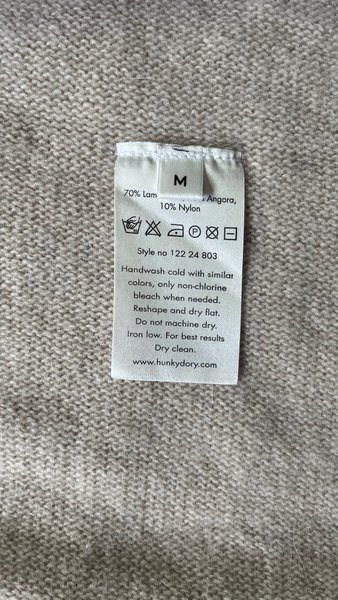 M
70% Lam Angora,
10% Nylon
P
Style no 122 24 803
Handwash cold with similar
colors, only non-chlorine
bleach when needed.
Reshape and dry flat.
Do not machine dry.
Iron low. For best results
Dry clean.
www.hunkydory.com